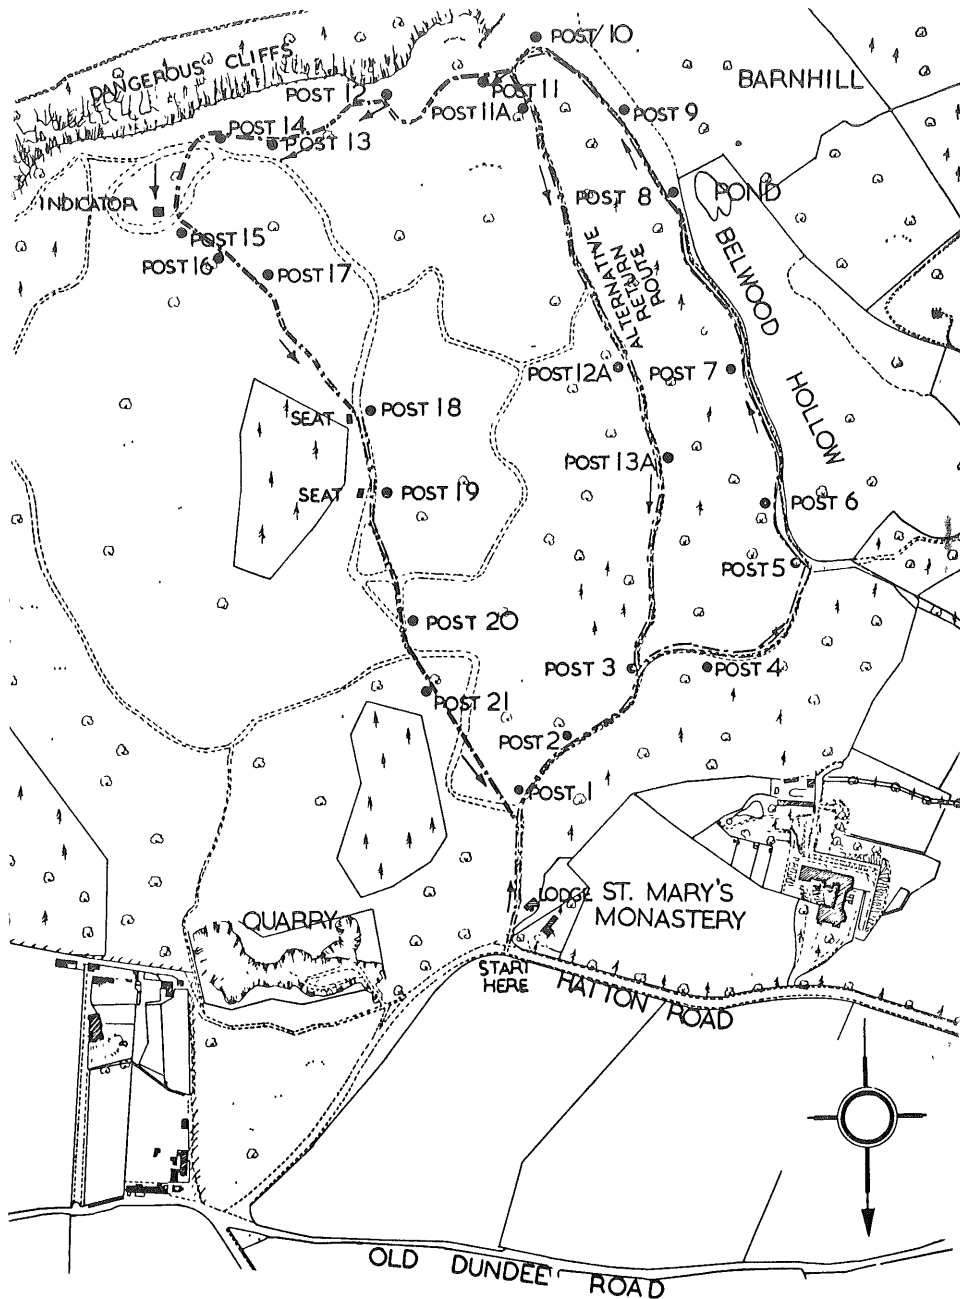 DANGEROUS CLIFFS
POST 10
BARNHILL
POST 12
POST 11
POST 11A
POST 9
POST 14
POST 13
INDICATOR
POST 8
POND
POST 15
POST 16
POST 17
ALTERNATIVE
RETURN
ROUTE
BELWOOD
HOLLOW
POST 12A
POST 7
SEAT
POST 18
POST 13A
SEAT
POST 19
POST 6
POST 5
POST 20
POST 3
POST 4
POST 21
POST 2
POST 1
LODGE
ST. MARY'S
MONASTERY
QUARRY
START
HERE
HATTON ROAD
OLD DUNDEE ROAD